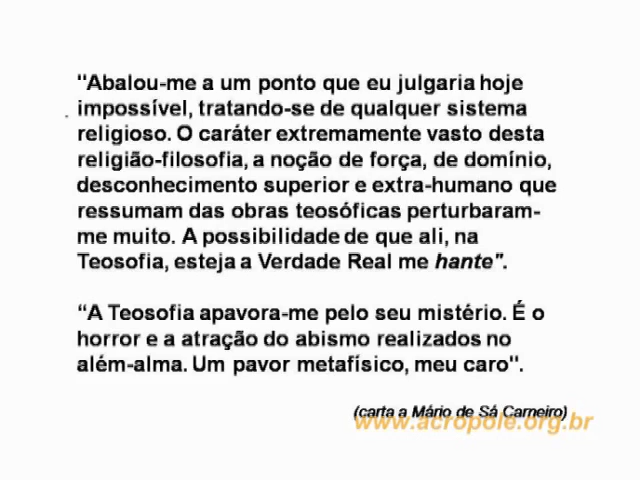 "Abalou-me a um ponto que eu julgaria hoje
impossível, tratando-se de qualquer sistema
religioso. O caráter extremamente vasto desta
religião-filosofia, a noção de força, de domínio,
desconhecimento superior e extra-humano que
ressumam das obras teosóficas perturbaram-
me muito. A possibilidade de que ali, na
Teosofia, esteja a Verdade Real me hante".
“A Teosofia apavora-me pelo seu mistério. É o
horror e a atração do abismo realizados no
além-alma. Um pavor metafísico, meu caro".
(carta a Mário de Sá Carneiro)
www.acropole.org.br